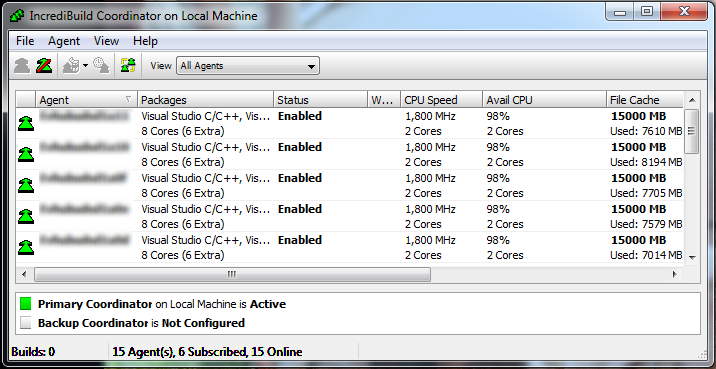 IncrediBuild Coordinator on Local Machine
File Agent View Help
View All Agents
Agent Packages Status W... CPU Speed Avail CPU File Cache
Visual Studio C/C++, Vis... Enabled 1,800 MHz 98% 15000 MB
8 Cores (6 Extra) 2 Cores 2 Cores Used: 7610 MB
Visual Studio C/C++, Vis... Enabled 1,800 MHz 98% 15000 MB
8 Cores (6 Extra) 2 Cores 2 Cores Used: 8194 MB
Visual Studio C/C++, Vis... Enabled 1,800 MHz 98% 15000 MB
8 Cores (6 Extra) 2 Cores 2 Cores Used: 7705 MB
Visual Studio C/C++, Vis... Enabled 1,800 MHz 98% 15000 MB
8 Cores (6 Extra) 2 Cores 2 Cores Used: 7579 MB
Visual Studio C/C++, Vis... Enabled 1,800 MHz 98% 15000 MB
8 Cores (6 Extra) 2 Cores 2 Cores Used: 7014 MB
Primary Coordinator on Local Machine is Active
Backup Coordinator is Not Configured
Builds: 0 15 Agent(s), 6 Subscribed, 15 Online